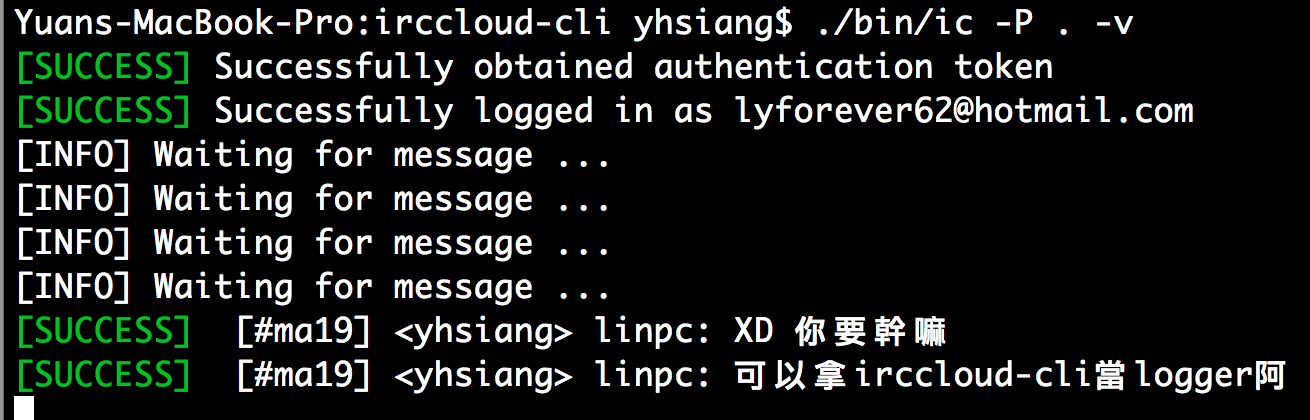 Yuans-MacBook-Pro:irccloud-cli yhsiang$ ./bin/ic -P . -v
[SUCCESS] Successfully obtained authentication token
[SUCCESS] Successfully logged in as lyforever62@hotmail.com
[INFO] Waiting for message ...
[INFO] Waiting for message ...
[INFO] Waiting for message ...
[INFO] Waiting for message ...
[SUCCESS]  [#ma19] <yhsiang> linpc: XD 你要幹嘛
[SUCCESS]  [#ma19] <yhsiang> linpc: 可以拿irccloud-cli當logger阿